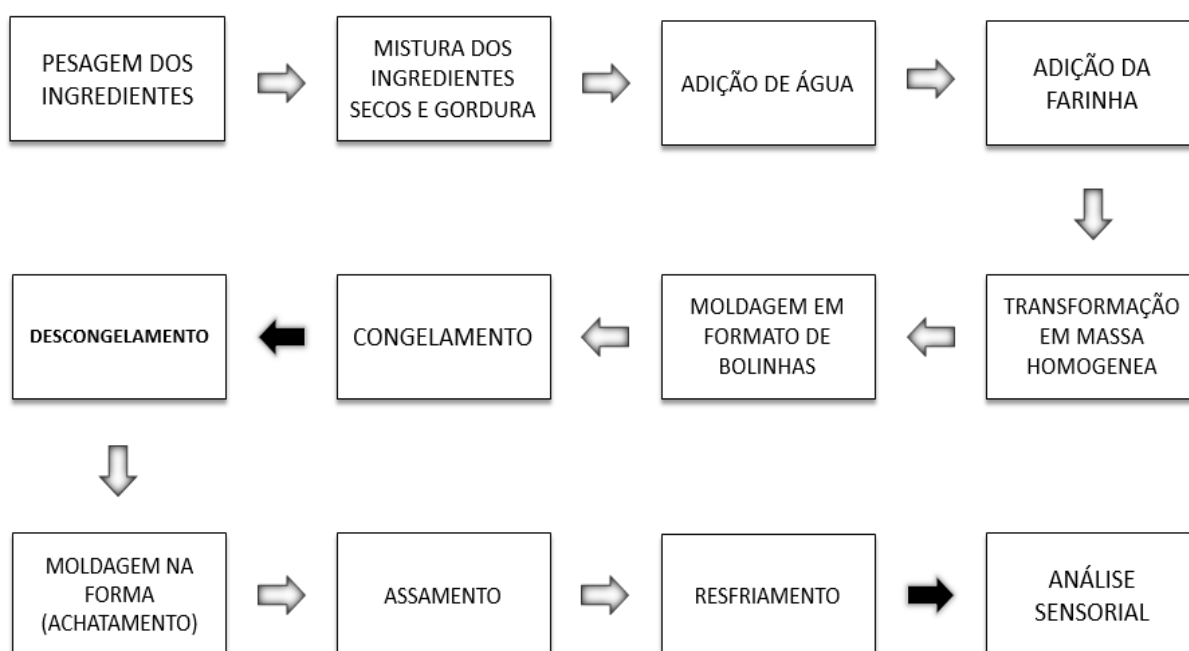 PESAGEM DOS
INGREDIENTES
MISTURA DOS
INGREDIENTES
SECOS E GORDURA
ADIÇÃO DE ÁGUA
ADIÇÃO DA
FARINHA
TRANSFORMAÇÃO
EM MASSA
HOMOGENEA
MOLDAGEM EM
FORMATO DE
BOLINHAS
CONGELAMENTO
DESCONGELAMENTO
MOLDAGEM NA
FORMA
(ACHATAMENTO)
ASSAMENTO
RESFRIAMENTO
ANÁLISE
SENSORIAL